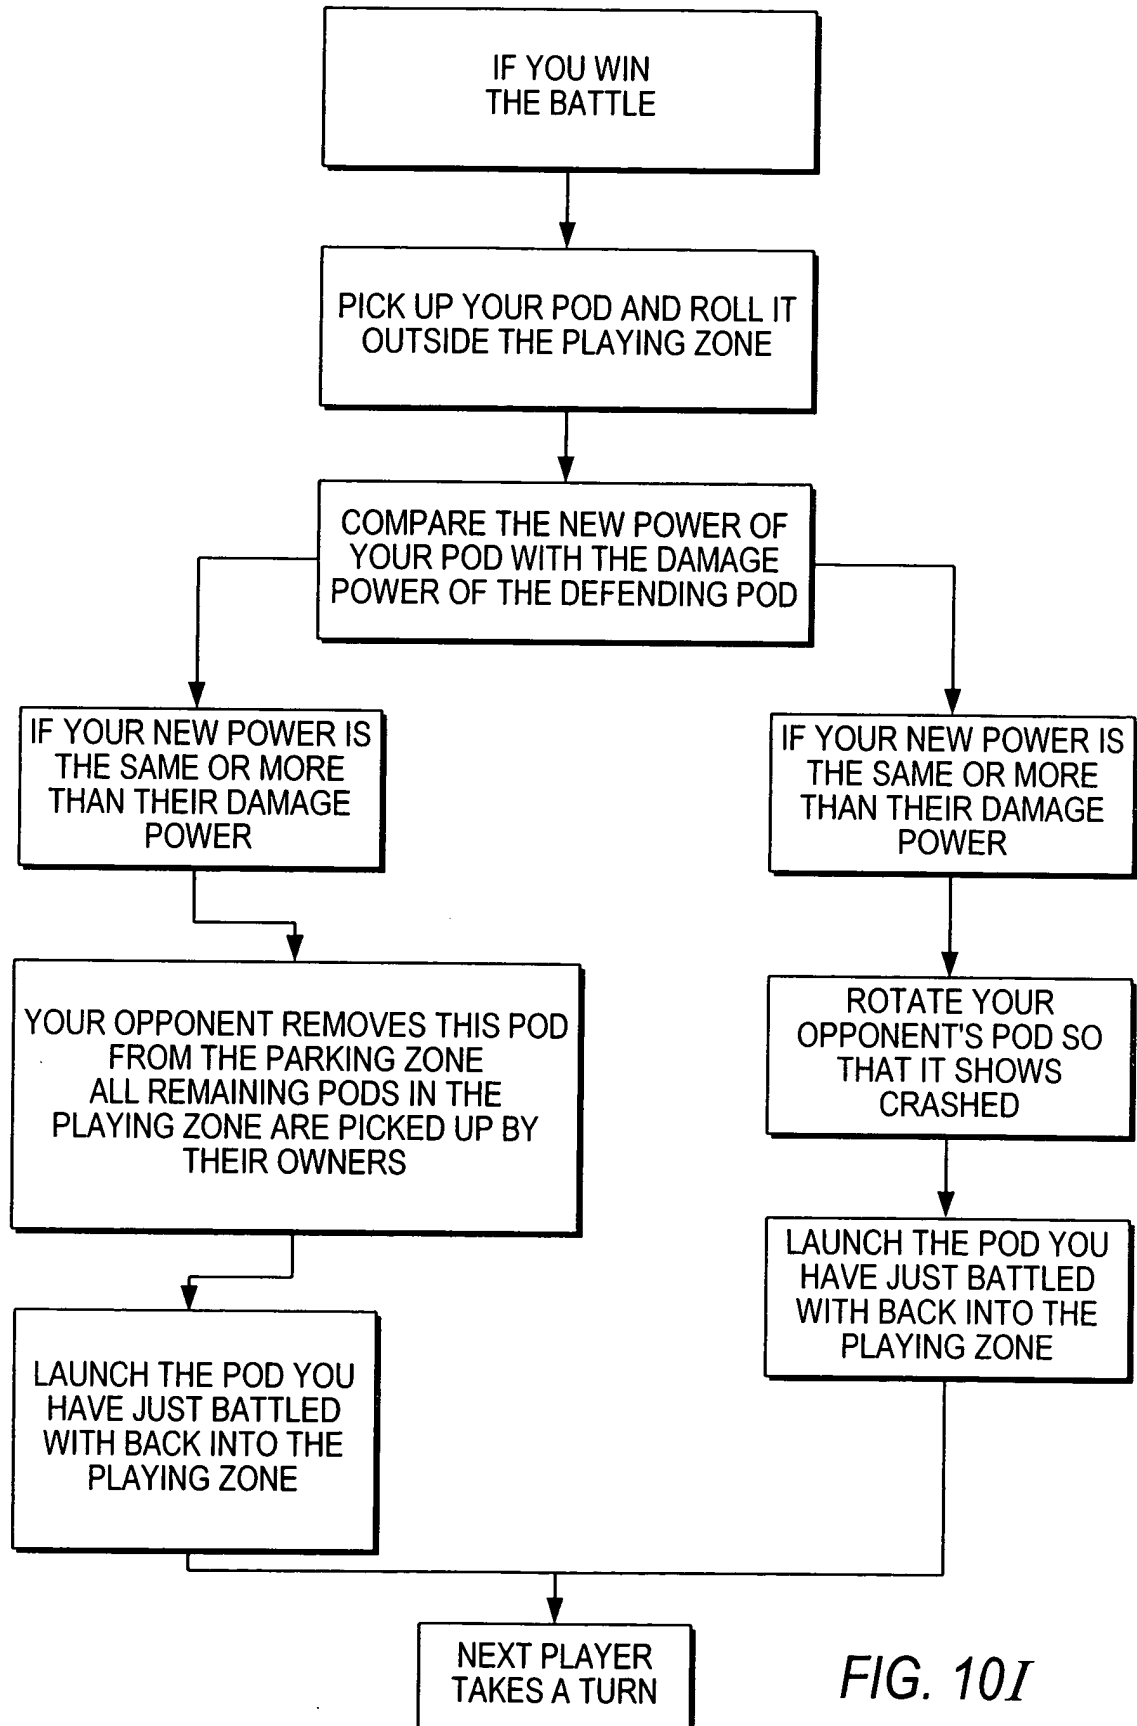 IF YOU WIN
THE BATTLE
PICK UP YOUR POD AND ROLL IT
OUTSIDE THE PLAYING ZONE
COMPARE THE NEW POWER OF
YOUR POD WITH THE DAMAGE
POWER OF THE DEFENDING POD
IF YOUR NEW POWER IS
THE SAME OR MORE
THAN THEIR DAMAGE
POWER
YOUR OPPONENT REMOVES THIS POD
FROM THE PARKING ZONE
ALL REMAINING PODS IN THE
PLAYING ZONE ARE PICKED UP BY
THEIR OWNERS
LAUNCH THE POD YOU
HAVE JUST BATTLED
WITH BACK INTO THE
PLAYING ZONE
IF YOUR NEW POWER IS
THE SAME OR MORE
THAN THEIR DAMAGE
POWER
ROTATE YOUR
OPPONENT'S POD SO
THAT IT SHOWS
CRASHED
LAUNCH THE POD YOU
HAVE JUST BATTLED
WITH BACK INTO THE
PLAYING ZONE
NEXT PLAYER
TAKES A TURN
FIG. 10I